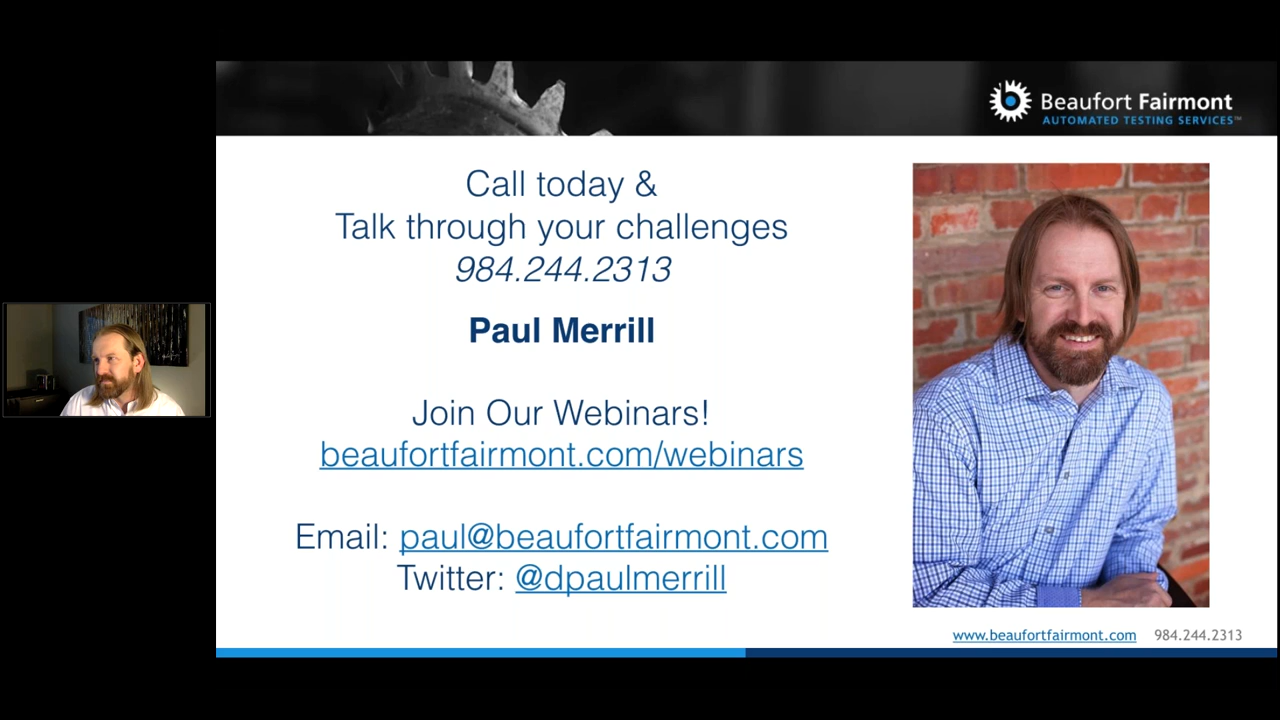 Beaufort Fairmont
AUTOMATED TESTING SERVICES™
Call today &
Talk through your challenges
984.244.2313
Paul Merrill
Join Our Webinars!
beaufortfairmont.com/webinars
Email: paul@beaufortfairmont.com
Twitter: @dpaulmerrill
www.beaufortfairmont.com 984.244.2313